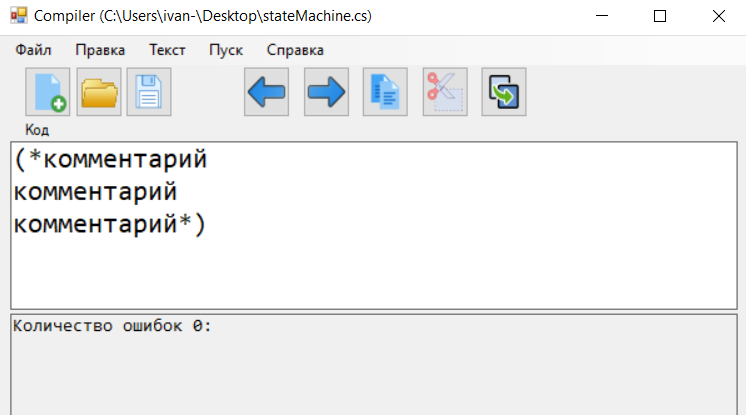 Compiler (C:\Users\ivan-\Desktop\stateMachine.cs)
Файл Правка Текст Пуск Справка
Код
(*комментарий
комментарий
комментарий*)
Количество ошибок 0: